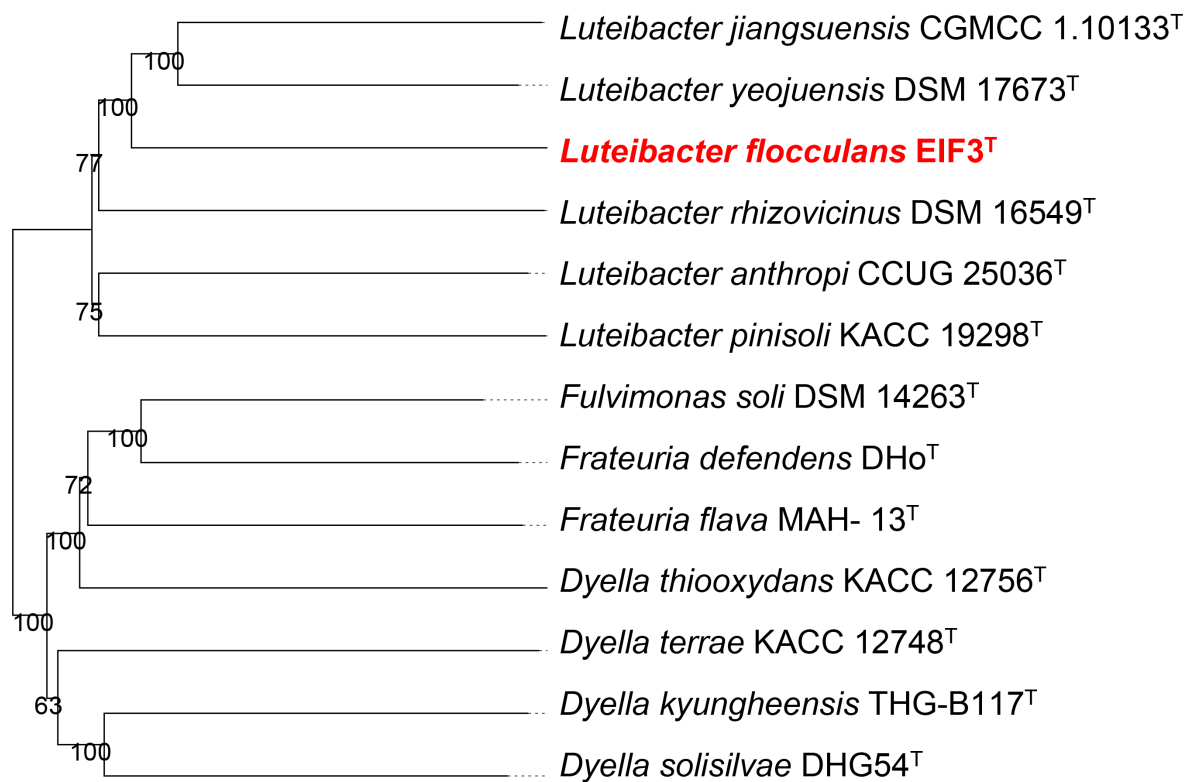 Luteibacter jiangsuensis CGMCC 1.10133ᵀ
100
Luteibacter yeojuensis DSM 17673ᵀ
100
Luteibacter flocculans EIF3ᵀ
77
Luteibacter rhizovicinus DSM 16549ᵀ
Luteibacter anthropi CCUG 25036ᵀ
75
Luteibacter pinisoli KACC 19298ᵀ
Fulvimonas soli DSM 14263ᵀ
100
Frateuria defendens DHoᵀ
72
Frateuria flava MAH- 13ᵀ
100
Dyella thiooxydans KACC 12756ᵀ
100
Dyella terrae KACC 12748ᵀ
63
Dyella kyungheensis THG-B117ᵀ
100
Dyella solisilvae DHG54ᵀ